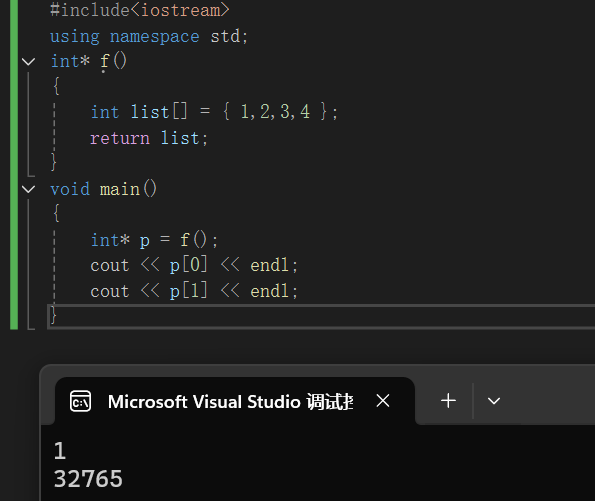 #include<iostream>
using namespace std;
int* f()
{
int list[] = { 1,2,3,4 };
return list;
}
void main()
{
int* p = f();
cout << p[0] << endl;
cout << p[1] << endl;
}
Microsoft Visual Studio 调试
1
32765